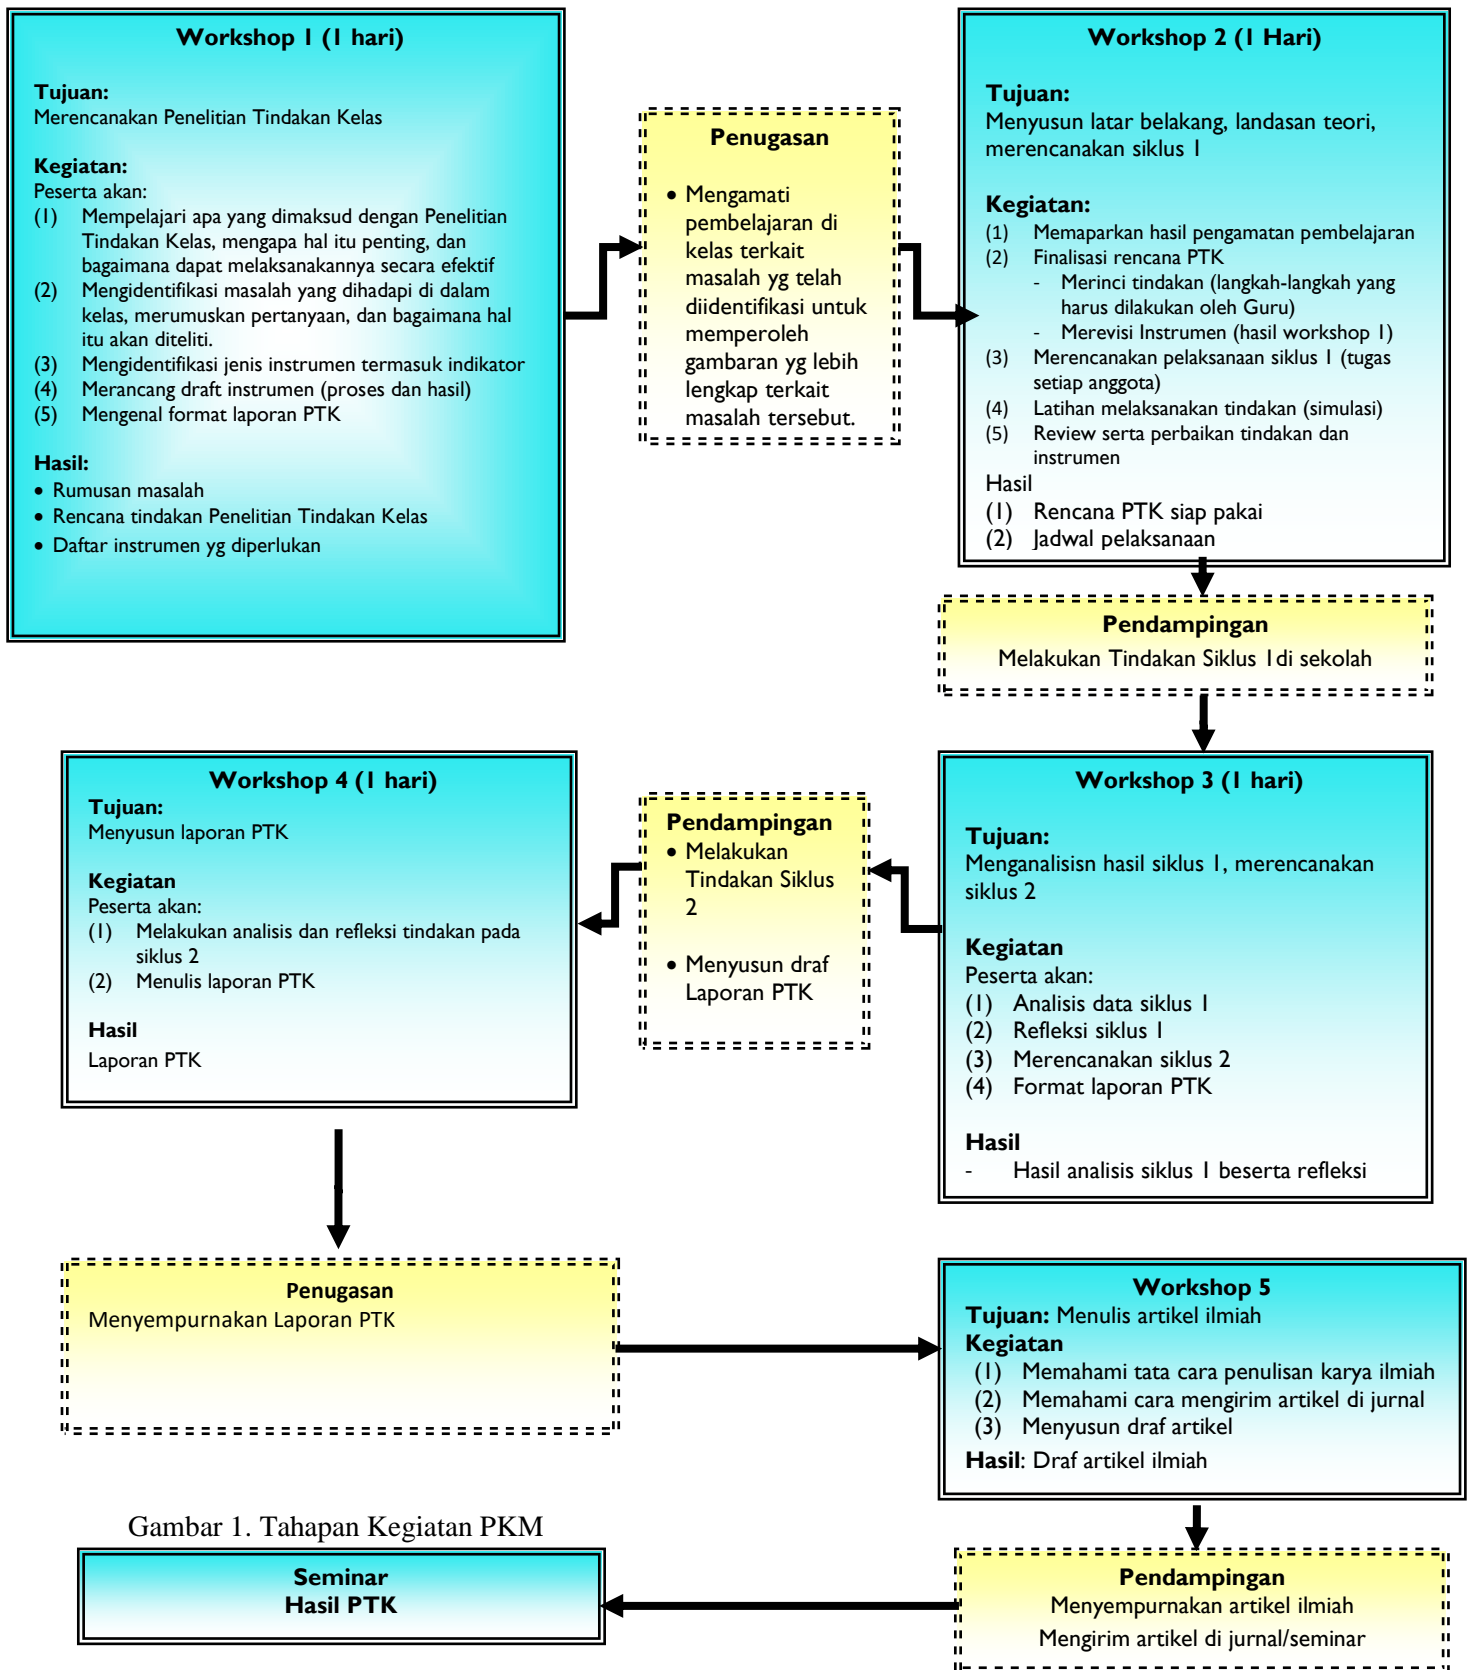 Workshop 1 (1 hari)
Tujuan:
Merencanakan Penelitian Tindakan Kelas
Kegiatan:
Peserta akan:
(1) Mempelajari apa yang dimaksud dengan Penelitian
Tindakan Kelas, mengapa hal itu penting, dan
bagaimana dapat melaksanakannya secara efektif
(2) Mengidentifikasi masalah yang dihadapi di dalam
kelas, merumuskan pertanyaan, dan bagaimana hal
itu akan diteliti.
(3) Mengidentifikasi jenis instrumen termasuk indikator
(4) Merancang draft instrumen (proses dan hasil)
(5) Mengenal format laporan PTK
Hasil:
• Rumusan masalah
• Rencana tindakan Penelitian Tindakan Kelas
• Daftar instrumen yg diperlukan
Penugasan
• Mengamati
pembelajaran di
kelas terkait
masalah yg telah
diidentifikasi untuk
memperoleh
gambaran yg lebih
lengkap terkait
masalah tersebut.
Workshop 2 (1 Hari)
Tujuan:
Menyusun latar belakang, landasan teori,
merencanakan siklus 1
Kegiatan:
(1) Memaparkan hasil pengamatan pembelajaran
(2) Finalisasi rencana PTK
- Merinci tindakan (langkah-langkah yang
harus dilakukan oleh Guru)
- Merevisi Instrumen (hasil workshop 1)
(3) Merencanakan pelaksanaan siklus 1 (tugas
setiap anggota)
(4) Latihan melaksanakan tindakan (simulasi)
(5) Review serta perbaikan tindakan dan
instrumen
Hasil
(1) Rencana PTK siap pakai
(2) Jadwal pelaksanaan
Pendampingan
Melakukan Tindakan Siklus 1di sekolah
Workshop 3 (1 hari)
Tujuan:
Menganalisisn hasil siklus 1, merencanakan
siklus 2
Kegiatan
Peserta akan:
(1) Analisis data siklus 1
(2) Refleksi siklus 1
(3) Merencanakan siklus 2
(4) Format laporan PTK
Hasil
- Hasil analisis siklus 1 beserta refleksi
Pendampingan
• Melakukan
Tindakan Siklus
2
• Menyusun draf
Laporan PTK
Workshop 4 (1 hari)
Tujuan:
Menyusun laporan PTK
Kegiatan
Peserta akan:
(1) Melakukan analisis dan refleksi tindakan pada
siklus 2
(2) Menulis laporan PTK
Hasil
Laporan PTK
Penugasan
Menyempurnakan Laporan PTK
Workshop 5
Tujuan: Menulis artikel ilmiah
Kegiatan
(1) Memahami tata cara penulisan karya ilmiah
(2) Memahami cara mengirim artikel di jurnal
(3) Menyusun draf artikel
Hasil: Draf artikel ilmiah
Pendampingan
Menyempurnakan artikel ilmiah
Mengirim artikel di jurnal/seminar
Gambar 1. Tahapan Kegiatan PKM
Seminar
Hasil PTK